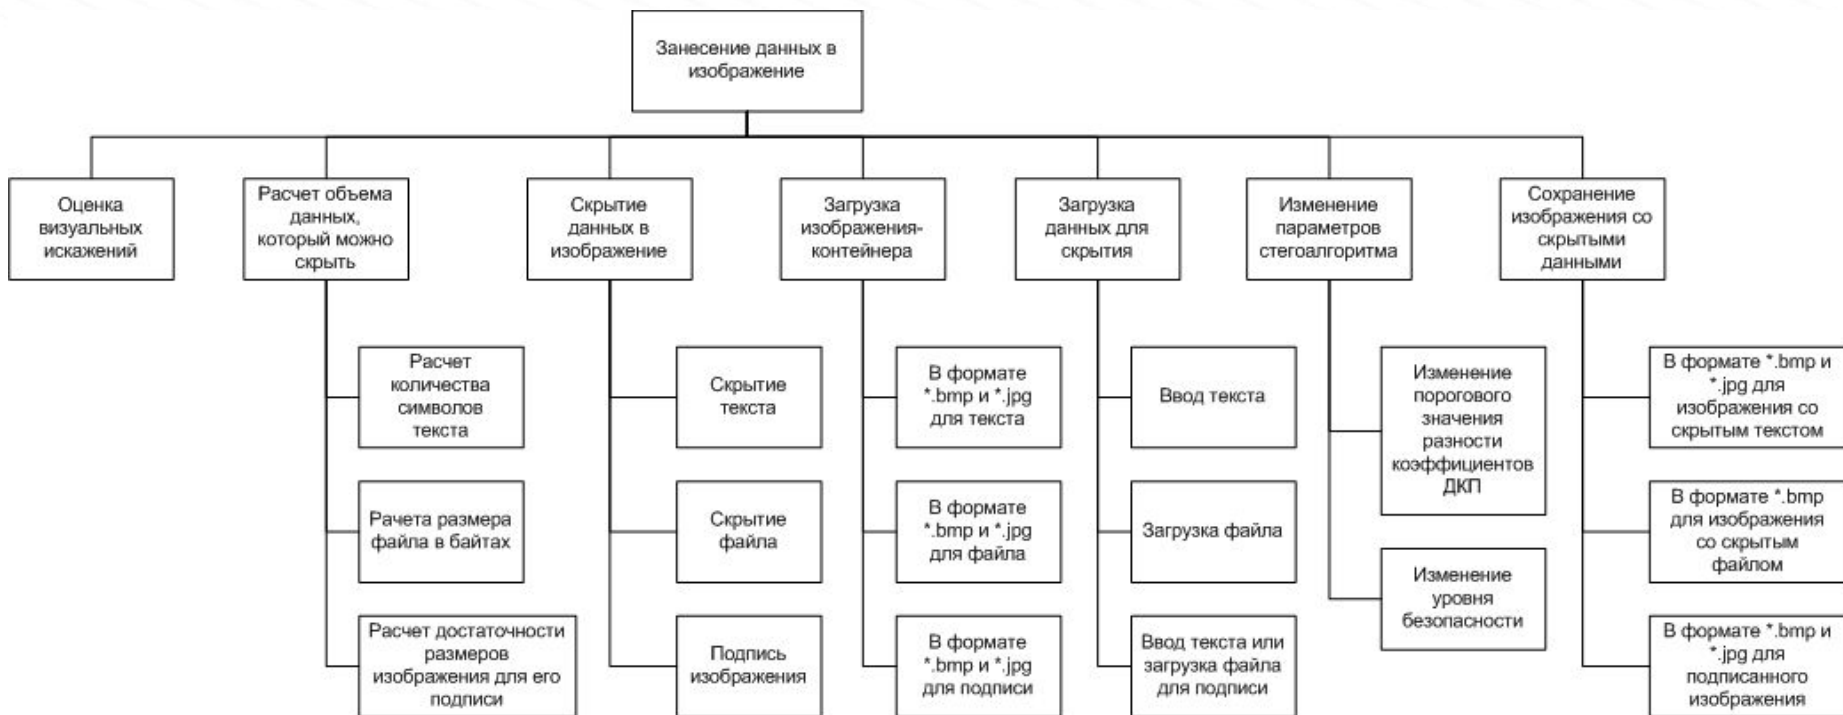 Занесение данных в
изображение
Оценка
визуальных
искажений
Расчет объема
данных,
который можно
скрыть
Скрытие
данных в
изображение
Загрузка
изображения-
контейнера
Загрузка
данных для
скрытия
Изменение
параметров
стегоалгоритма
Сохранение
изображения со
скрытыми
данными
Расчет
количества
символов
текста
Рачета размера
файла в байтах
Расчет достаточности
размеров
изображения для его
подписи
Скрытие
текста
Скрытие
файла
Подпись
изображения
В формате
*.bmp и *.jpg
для текста
В формате
*.bmp и *.jpg
для файла
В формате
*.bmp и *.jpg
для подписи
Ввод текста
Загрузка файла
Ввод текста или
загрузка файла
для подписи
Изменение
порогового
значения
разности
коэффициентов
ДКП
Изменение
уровня
безопасности
В формате *.bmp и
*.jpg для
изображения со
скрытым текстом
В формате *.bmp
для изображения
со скрытым
файлом
В формате *.bmp и
*.jpg для
подписанного
изображения